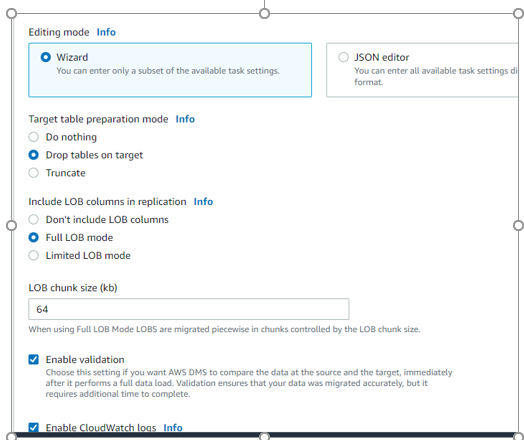 Editing mode Info
Wizard
You can enter only a subset of the available task settings.
JSON editor
You can enter all available task settings di
format.
Target table preparation mode Info
Do nothing
Drop tables on target
Truncate
Include LOB columns in replication Info
Don't include LOB columns
Full LOB mode
Limited LOB mode
LOB chunk size (kb)
64
When using Full LOB Mode LOBS are migrated piecewise in chunks controlled by the LOB chunk size.
Enable validation
Choose this setting if you want AWS DMS to compare the data at the source and the target, immediately
after it performs a full data load. Validation ensures that your data was migrated accurately, but it
requires additional time to complete.
Enable CloudWatch logs Info